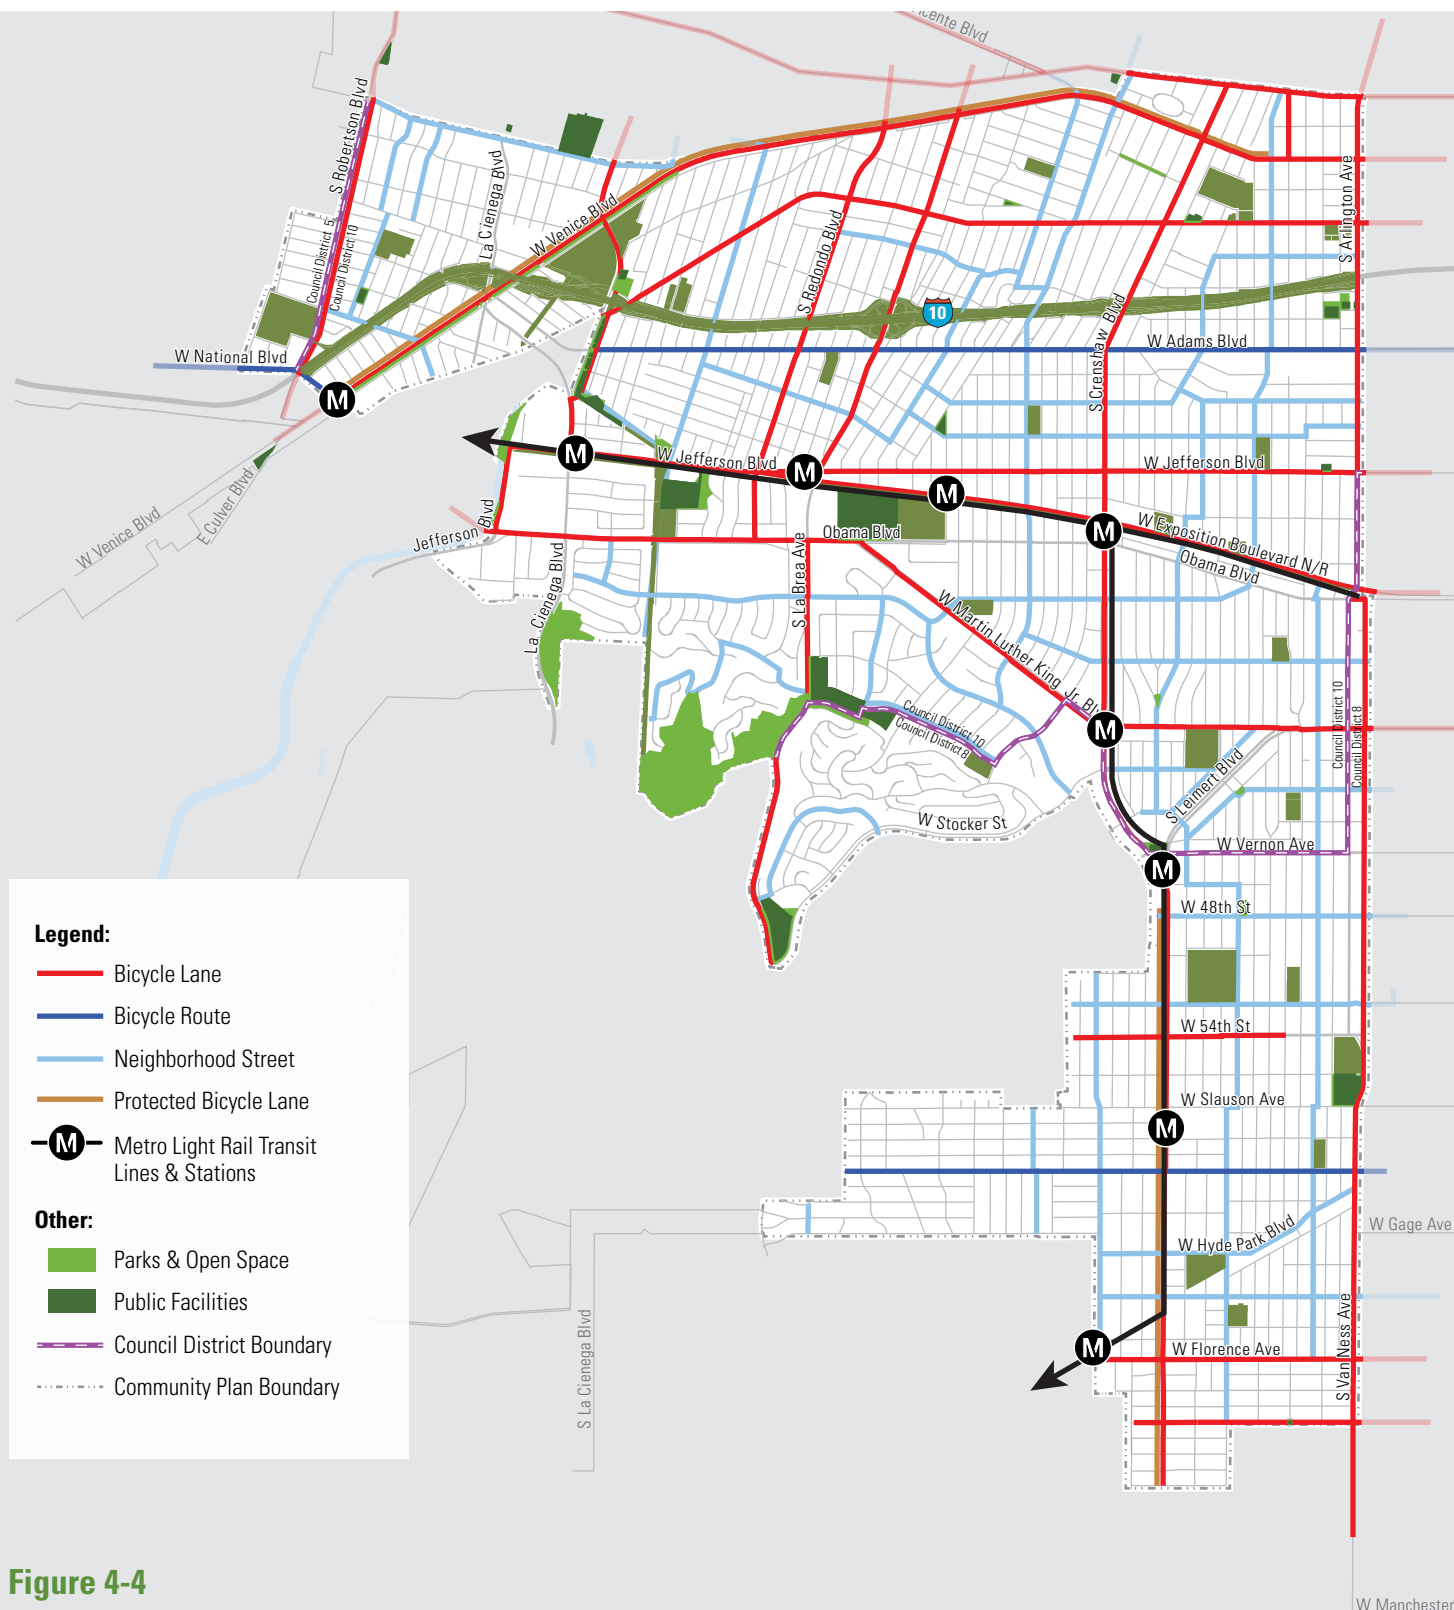 icente Blvd
S Robertson Blvd
La Cienega Blvd
W Venice Blvd
S Arlington Ave
Council District 5
Council District 10
S Redondo Blvd
10
S Crenshaw Blvd
W National Blvd
W Adams Blvd
M
M
W Jefferson Blvd
M
W Jefferson Blvd
M
E Culver Blvd
W Venice Blvd
Jefferson Blvd
Obama Blvd
M
W Exposition Boulevard N/R
Obama Blvd
La Cienega Blvd
S La Brea Ave
W Martin Luther King Jr Blv
Council District 10
Council District 8
M
Council District 10
Council District 8
S Leimert Blvd
W Stocker St
W Vernon Ave
M
W 48th St
W 54th St
W Slauson Ave
M
W Gage Ave
W Hyde Park Blvd
S La Cienega Blvd
M
W Florence Ave
S Van Ness Ave
W Manchester
Legend:
Bicycle Lane
Bicycle Route
Neighborhood Street
Protected Bicycle Lane
M
Metro Light Rail Transit
Lines & Stations
Other:
Parks & Open Space
Public Facilities
Council District Boundary
Community Plan Boundary
Figure 4-4